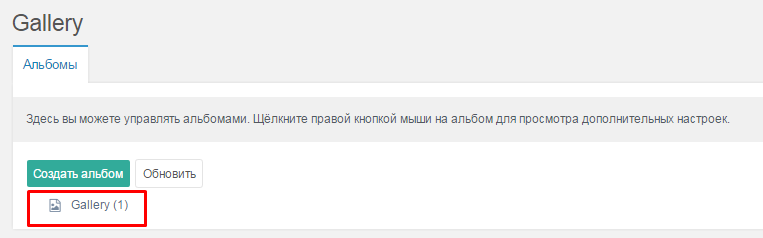 Gallery
Альбомы
Здесь вы можете управлять альбомами. Щёлкните правой кнопкой мыши на альбом для просмотра дополнительных настроек.
Создать альбом Обновить
Gallery (1)